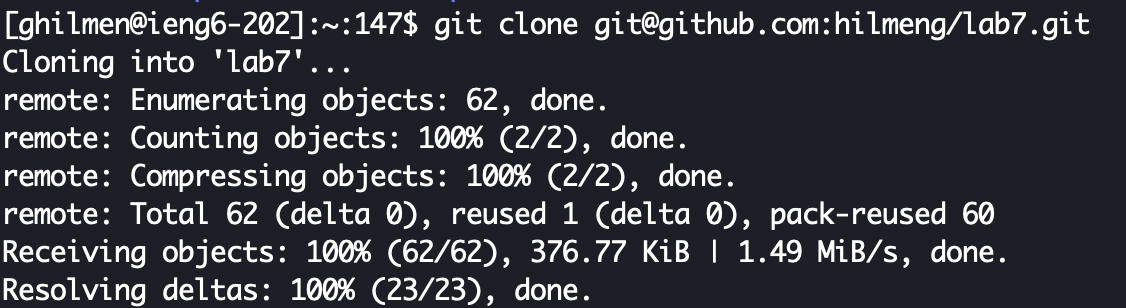 [ghilmen@ieng6-202]:~:147$ git clone git@github.com:hilmeng/lab7.git
Cloning into 'lab7'...
remote: Enumerating objects: 62, done.
remote: Counting objects: 100% (2/2), done.
remote: Compressing objects: 100% (2/2), done.
remote: Total 62 (delta 0), reused 1 (delta 0), pack-reused 60
Receiving objects: 100% (62/62), 376.77 KiB | 1.49 MiB/s, done.
Resolving deltas: 100% (23/23), done.